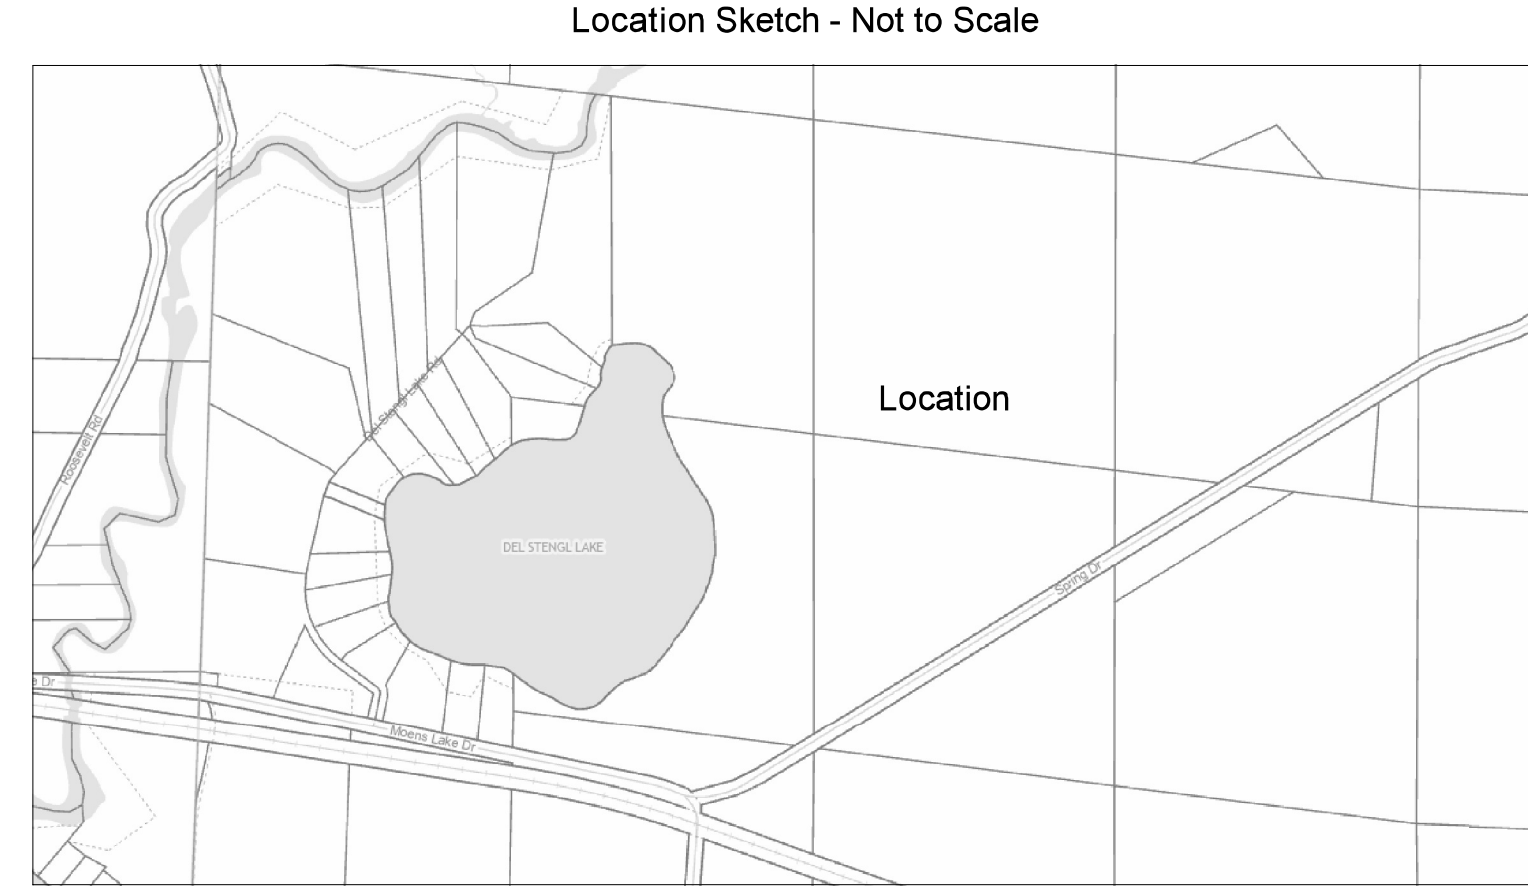 Location Sketch - Not to Scale
Del Stengl Lake Rd
Location
Roosevelt Rd
DEL STENGL LAKE
Spring Dr
e Dr
Moens Lake Dr